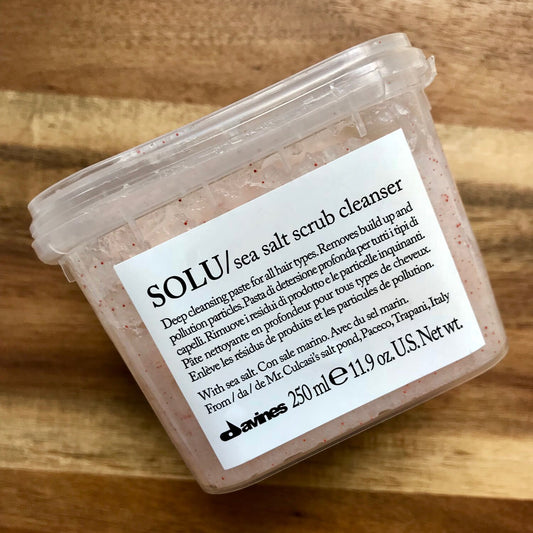 SOLU/sea salt scrub cleanser
Deep cleansing paste for all hair types. Removes build up and
pollution particles. Pasta di detersione profonda per tutti i tipi di
capelli. Rimuove i residui di prodotto e le particelle inquinanti.
Pâte nettoyante en profondeur pour tous types de cheveux.
Enlève les résidus de produits et les particules de pollution.
With sea salt. Con sale marino. Avec du sel marin.
From / da / de Mr. Culcasi's salt pond, Paceco, Trapani, Italy
davines 250 ml ℮ 11.9 oz. U.S. Net wt.